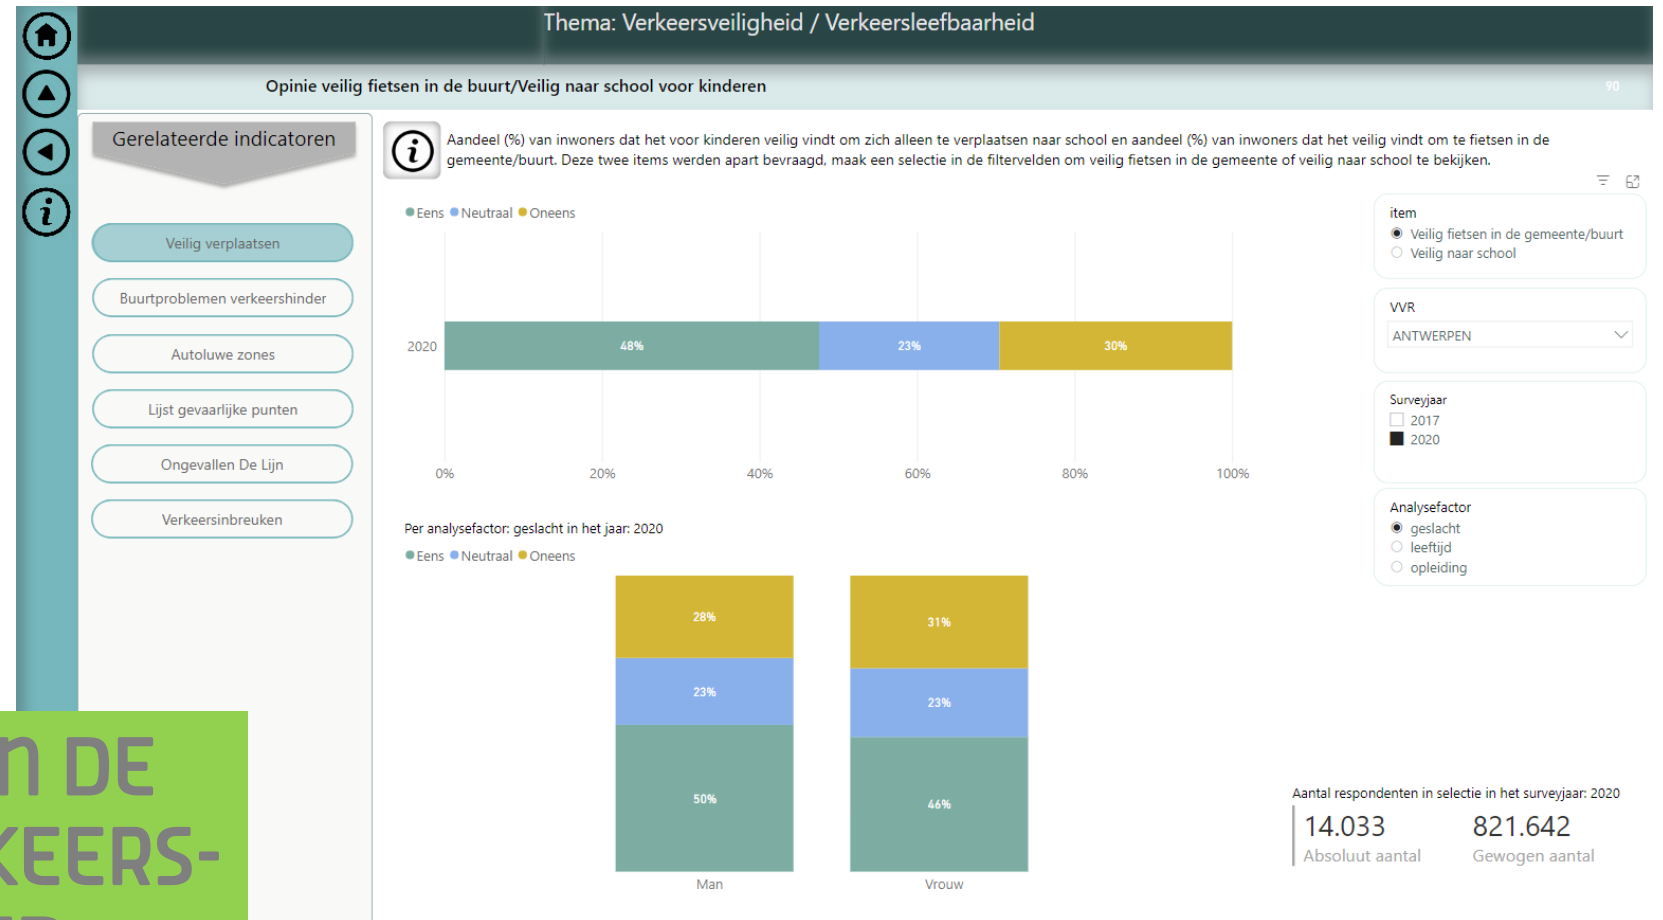 Thema: Verkeersveiligheid / Verkeersleefbaarheid
Opinie veilig fietsen in de buurt/Veilig naar school voor kinderen
90
Gerelateerde indicatoren
Veilig verplaatsen
Buurtproblemen verkeershinder
Autoluwe zones
Lijst gevaarlijke punten
Ongevallen De Lijn
Verkeersinbreuken
Aandeel (%) van inwoners dat het voor kinderen veilig vindt om zich alleen te verplaatsen naar school en aandeel (%) van inwoners dat het veilig vindt om te fietsen in de
gemeente/buurt. Deze twee items werden apart bevraagd, maak een selectie in de filtervelden om veilig fietsen in de gemeente of veilig naar school te bekijken.
Eens Neutraal Oneens
2020 48% 23% 30%
0% 20% 40% 60% 80% 100%
Per analysefactor: geslacht in het jaar: 2020
Eens Neutraal Oneens
28% 31%
23% 23%
50% 46%
Man Vrouw
item
Veilig fietsen in de gemeente/buurt
Veilig naar school
VVR
ANTWERPEN
Surveyjaar
2017
2020
Analysefactor
geslacht
leeftijd
opleiding
Aantal respondenten in selectie in het surveyjaar: 2020
14.033 821.642
Absoluut aantal Gewogen aantal
n DE
KEERS-